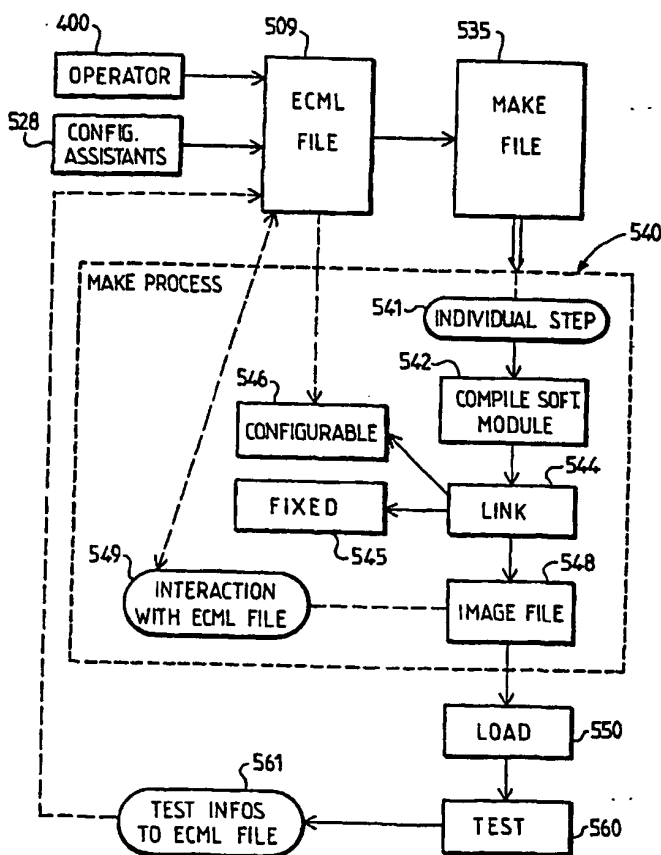 400
OPERATOR
528
CONFIG.
ASSISTANTS
509
ECML
FILE
535
MAKE
FILE
540
MAKE PROCESS
541
INDIVIDUAL STEP
542
COMPILE SOFT.
MODULE
546
CONFIGURABLE
544
LINK
FIXED
545
549
INTERACTION
WITH ECML FILE
548
IMAGE FILE
LOAD
550
561
TEST INFOS
TO ECML FILE
TEST
560